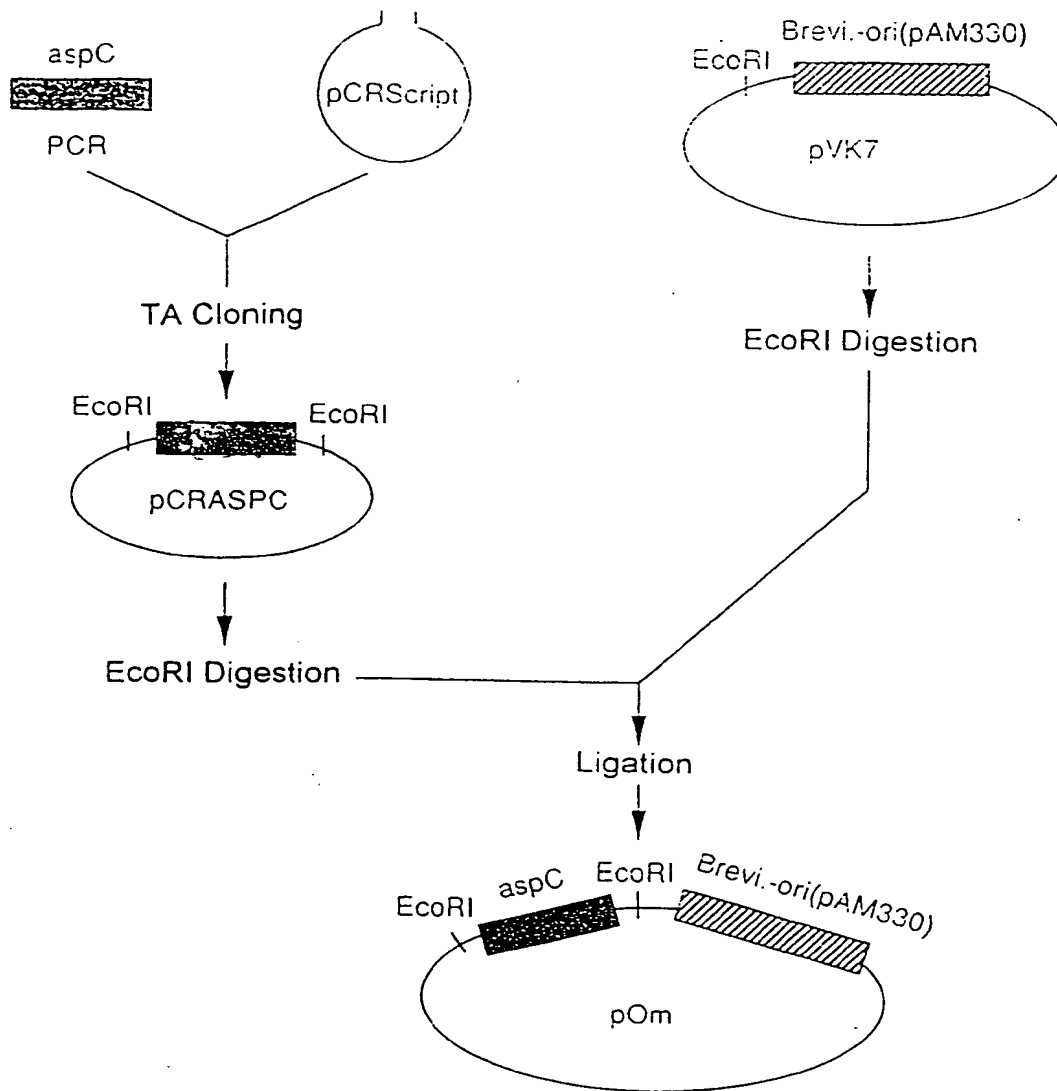 aspC
PCR
pCRScript
Brevi.-ori(pAM330)
EcoRI
pVK7
TA Cloning
EcoRI Digestion
EcoRI
EcoRI
pCRASPC
EcoRI Digestion
Ligation
EcoRI
aspC
EcoRI
Brevi.-ori(pAM330)
pOm